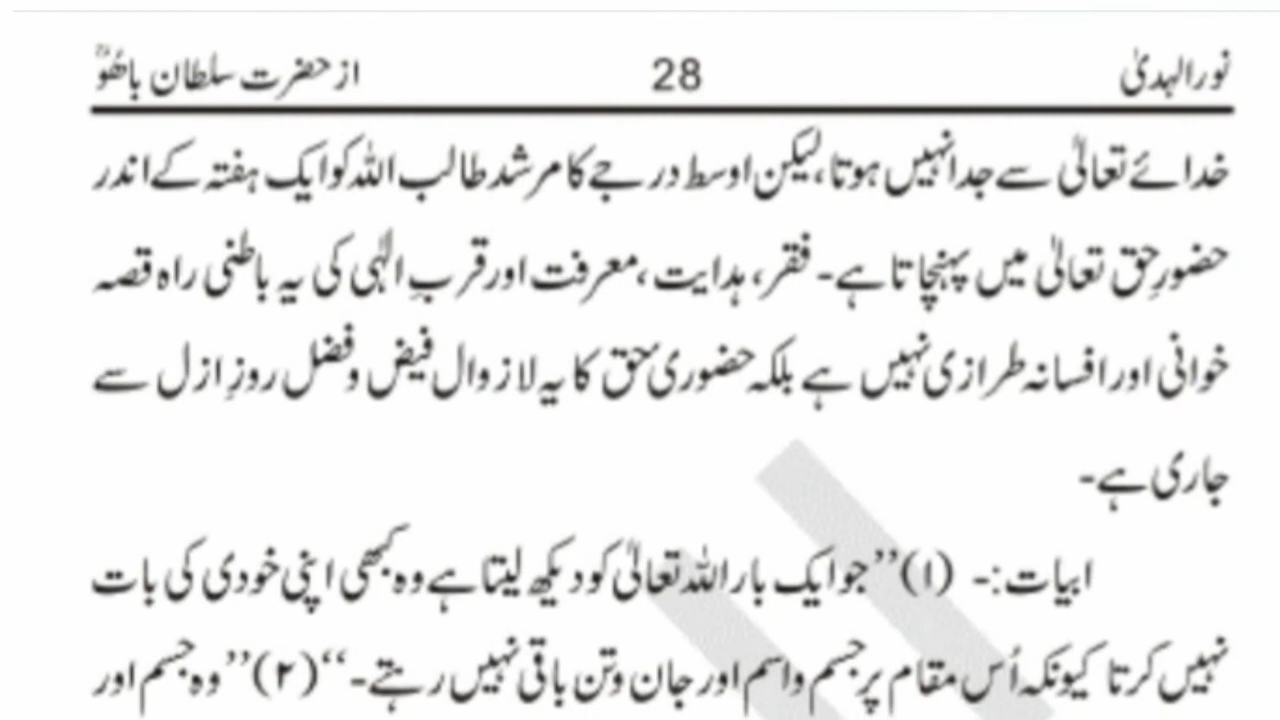 نورالہدیٰ 28 از حضرت سلطان باھُوؒ
خدائے تعالیٰ سے جدا نہیں ہوتا،لیکن اوسط درجے کا مرشد طالب اللہ کو ایک ہفتہ کے اندر
حضورِ حق تعالیٰ میں پہنچاتا ہے۔ فقر، ہدایت ،معرفت اور قربِ الٰہی کی یہ باطنی راہ قصہ
خوانی اور افسانہ طرازی نہیں ہے بلکہ حضوریٔ حق کا یہ لازوال فیض و فضل روزِ ازل سے
جاری ہے۔
ابیات:۔ (۱)’’جو ایک بار اللہ تعالیٰ کو دیکھ لیتا ہے وہ کبھی اپنی خودی کی بات
نہیں کرتا کیونکہ اُس مقام پر جسم و اسم اور جان و تن باقی نہیں رہتے۔‘‘(۲)’’وہ جسم اور